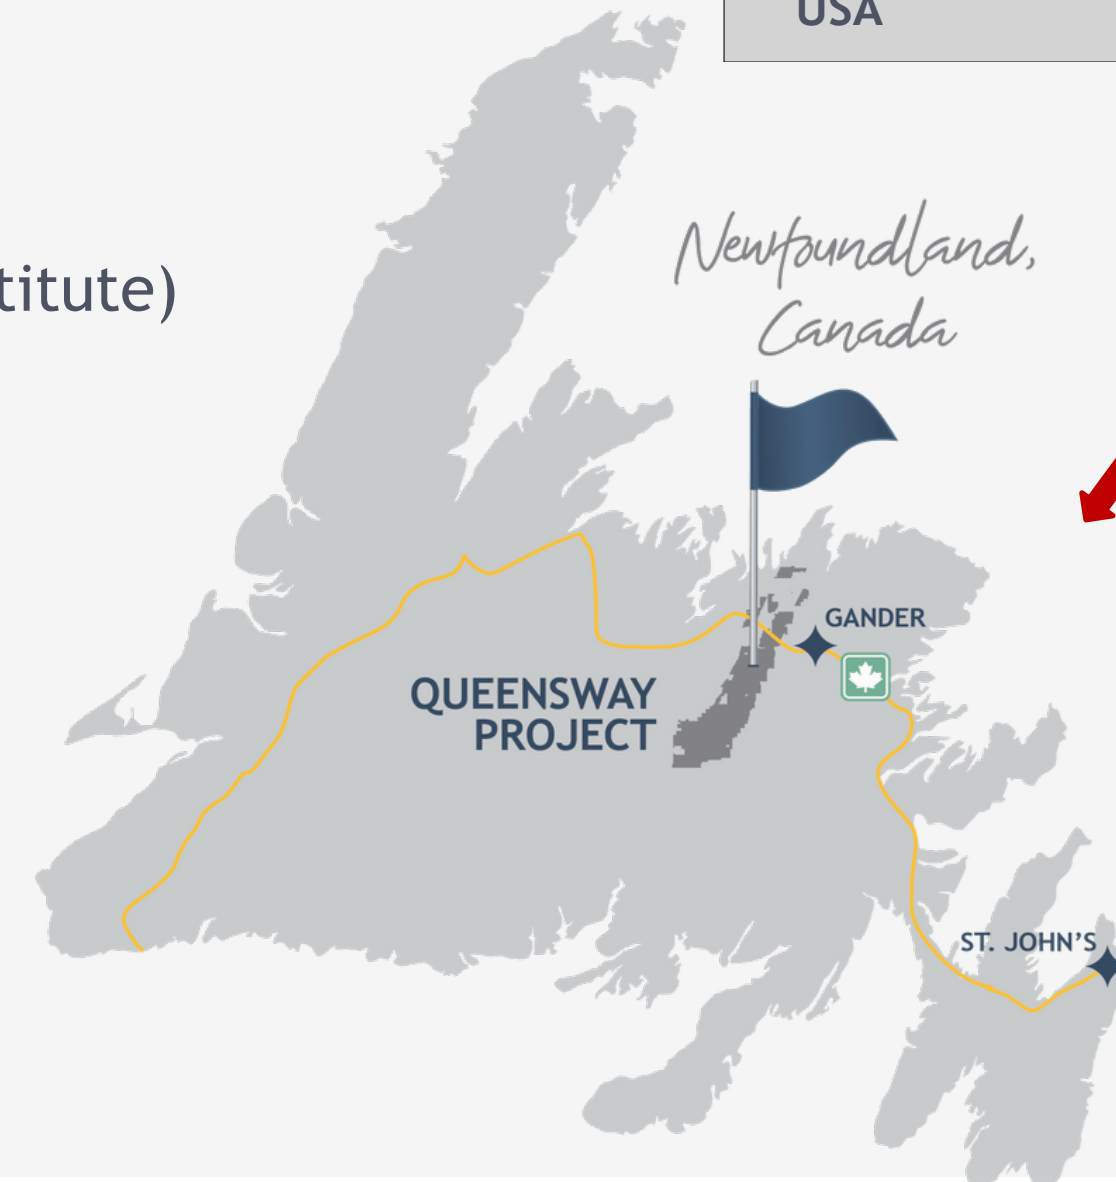 USA
titute)
Newfoundland,
Canada
GANDER
QUEENSWAY
PROJECT
ST. JOHN'S